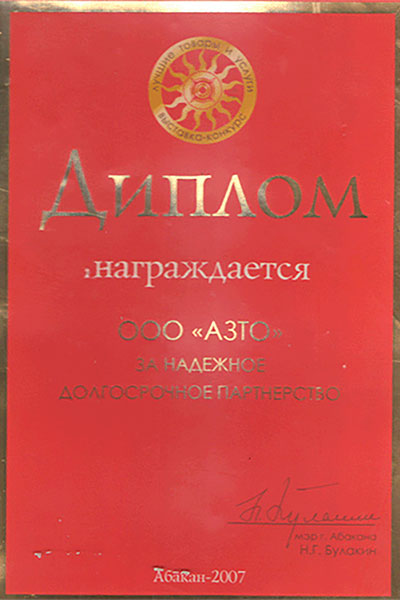 лучшие товары и услуги
выставка-конкурс
Диплом
награждается
ООО «АЗТО»
ЗА НАДЕЖНОЕ
ДОЛГОСРОЧНОЕ ПАРТНЕРСТВО
мэр г. Абакана
Н.Г. Булакин
Абакан-2007